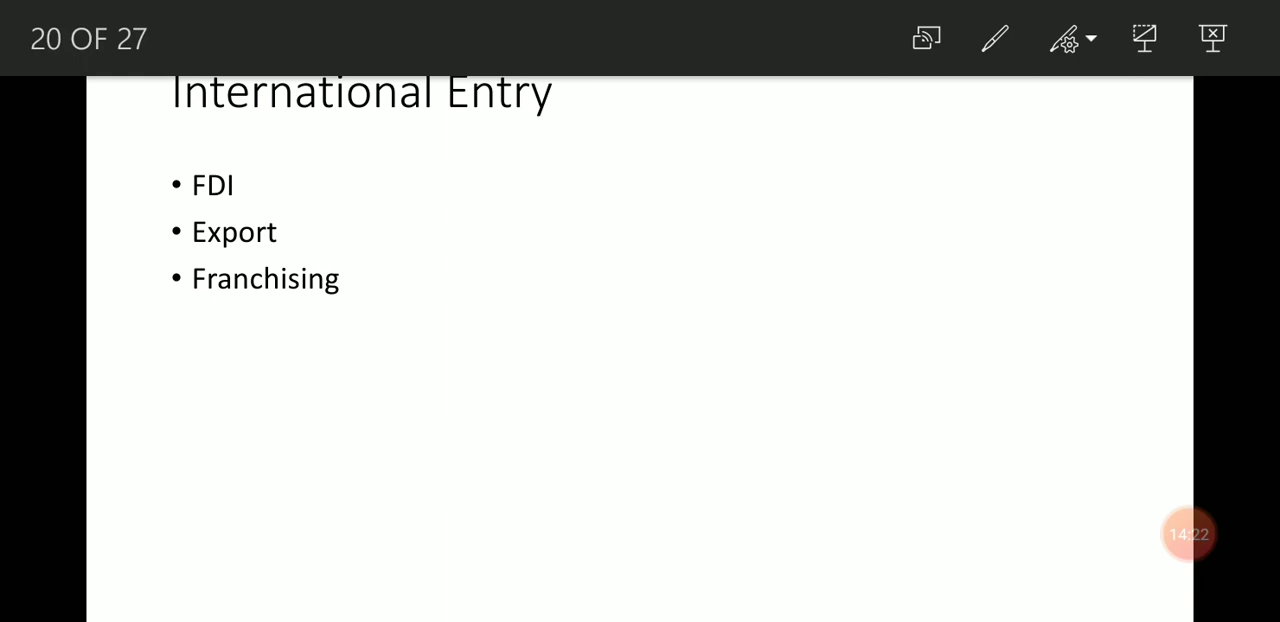 20 OF 27
International Entry
• FDI
• Export
• Franchising
14:22